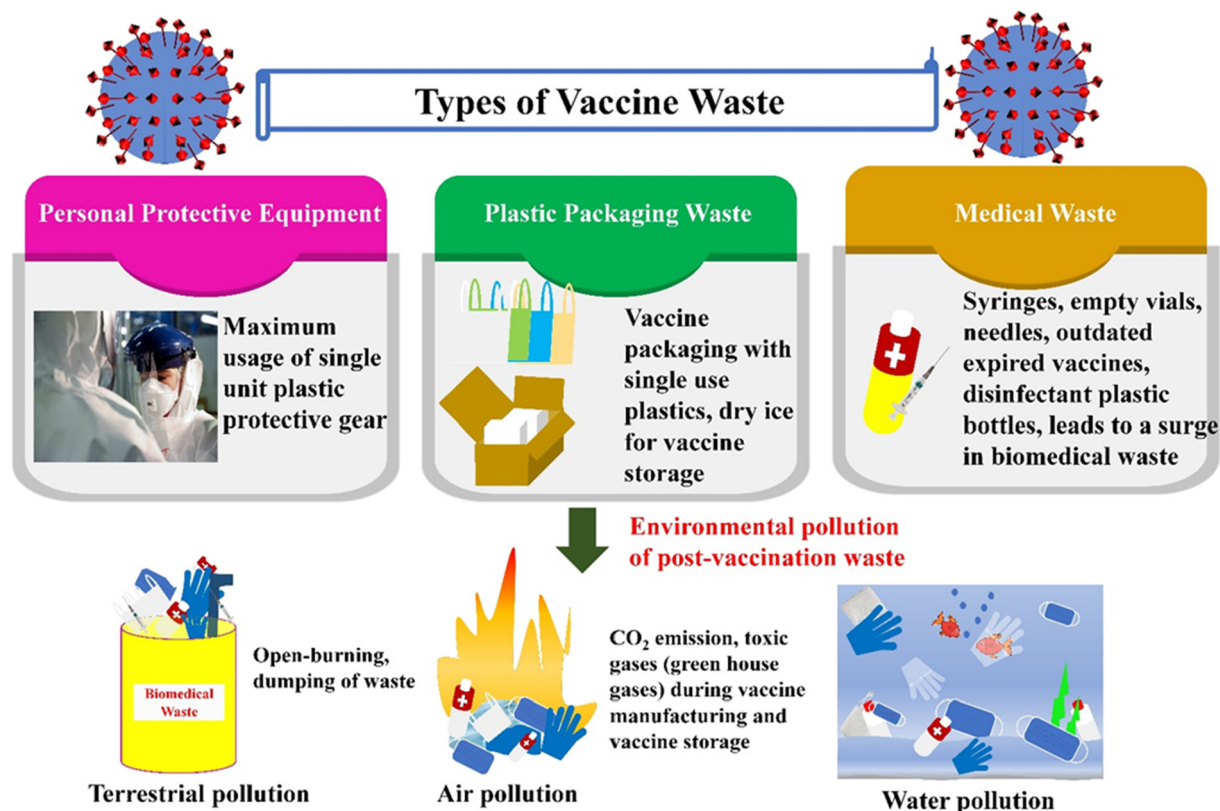 Types of Vaccine Waste
Personal Protective Equipment
Maximum
usage of single
unit plastic
protective gear
Plastic Packaging Waste
Vaccine
packaging with
single use
plastics, dry ice
for vaccine
storage
Medical Waste
Syringes, empty vials,
needles, outdated
expired vaccines,
disinfectant plastic
bottles, leads to a surge
in biomedical waste
Environmental pollution
of post-vaccination waste
Biomedical
Waste
Open-burning,
dumping of waste
Terrestrial pollution
CO₂ emission, toxic
gases (green house
gases) during vaccine
manufacturing and
vaccine storage
Air pollution
Water pollution